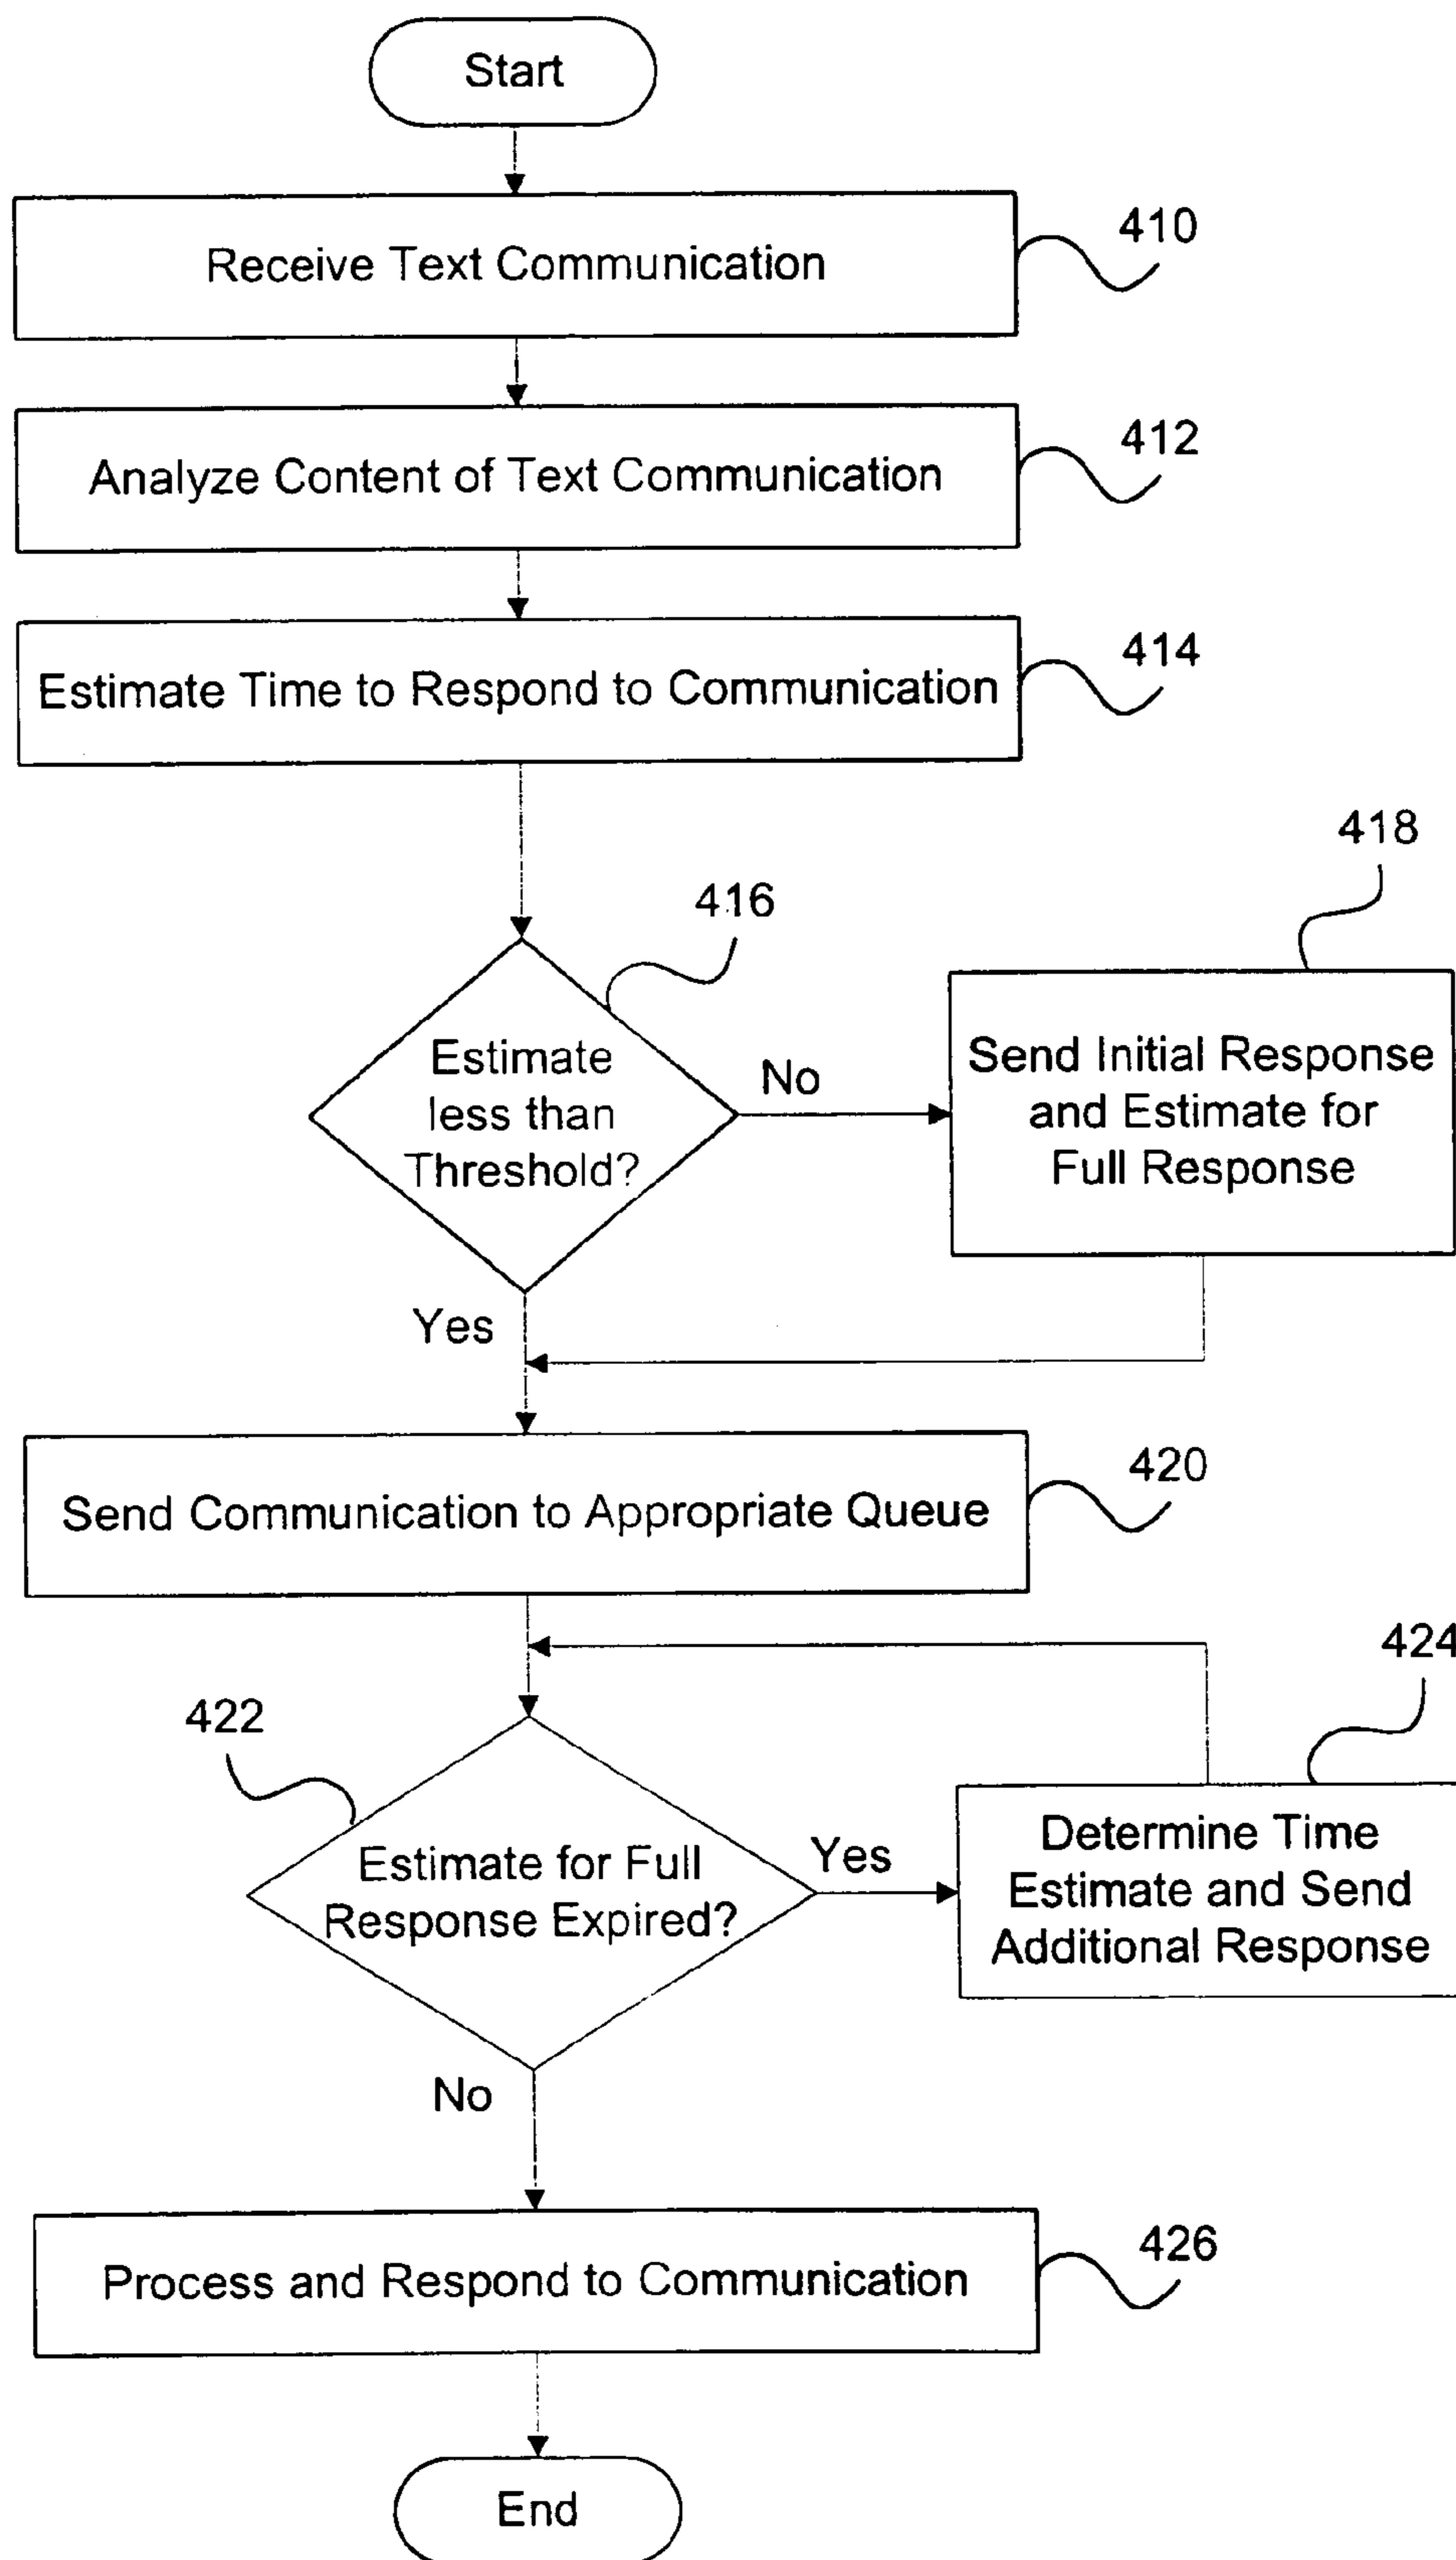 Start
Receive Text Communication
410
Analyze Content of Text Communication
412
Estimate Time to Respond to Communication
414
416
418
Estimate
less than
Threshold?
No
Send Initial Response
and Estimate for
Full Response
Yes
Send Communication to Appropriate Queue
420
422
424
Estimate for Full
Response Expired?
Yes
Determine Time
Estimate and Send
Additional Response
No
Process and Respond to Communication
426
End